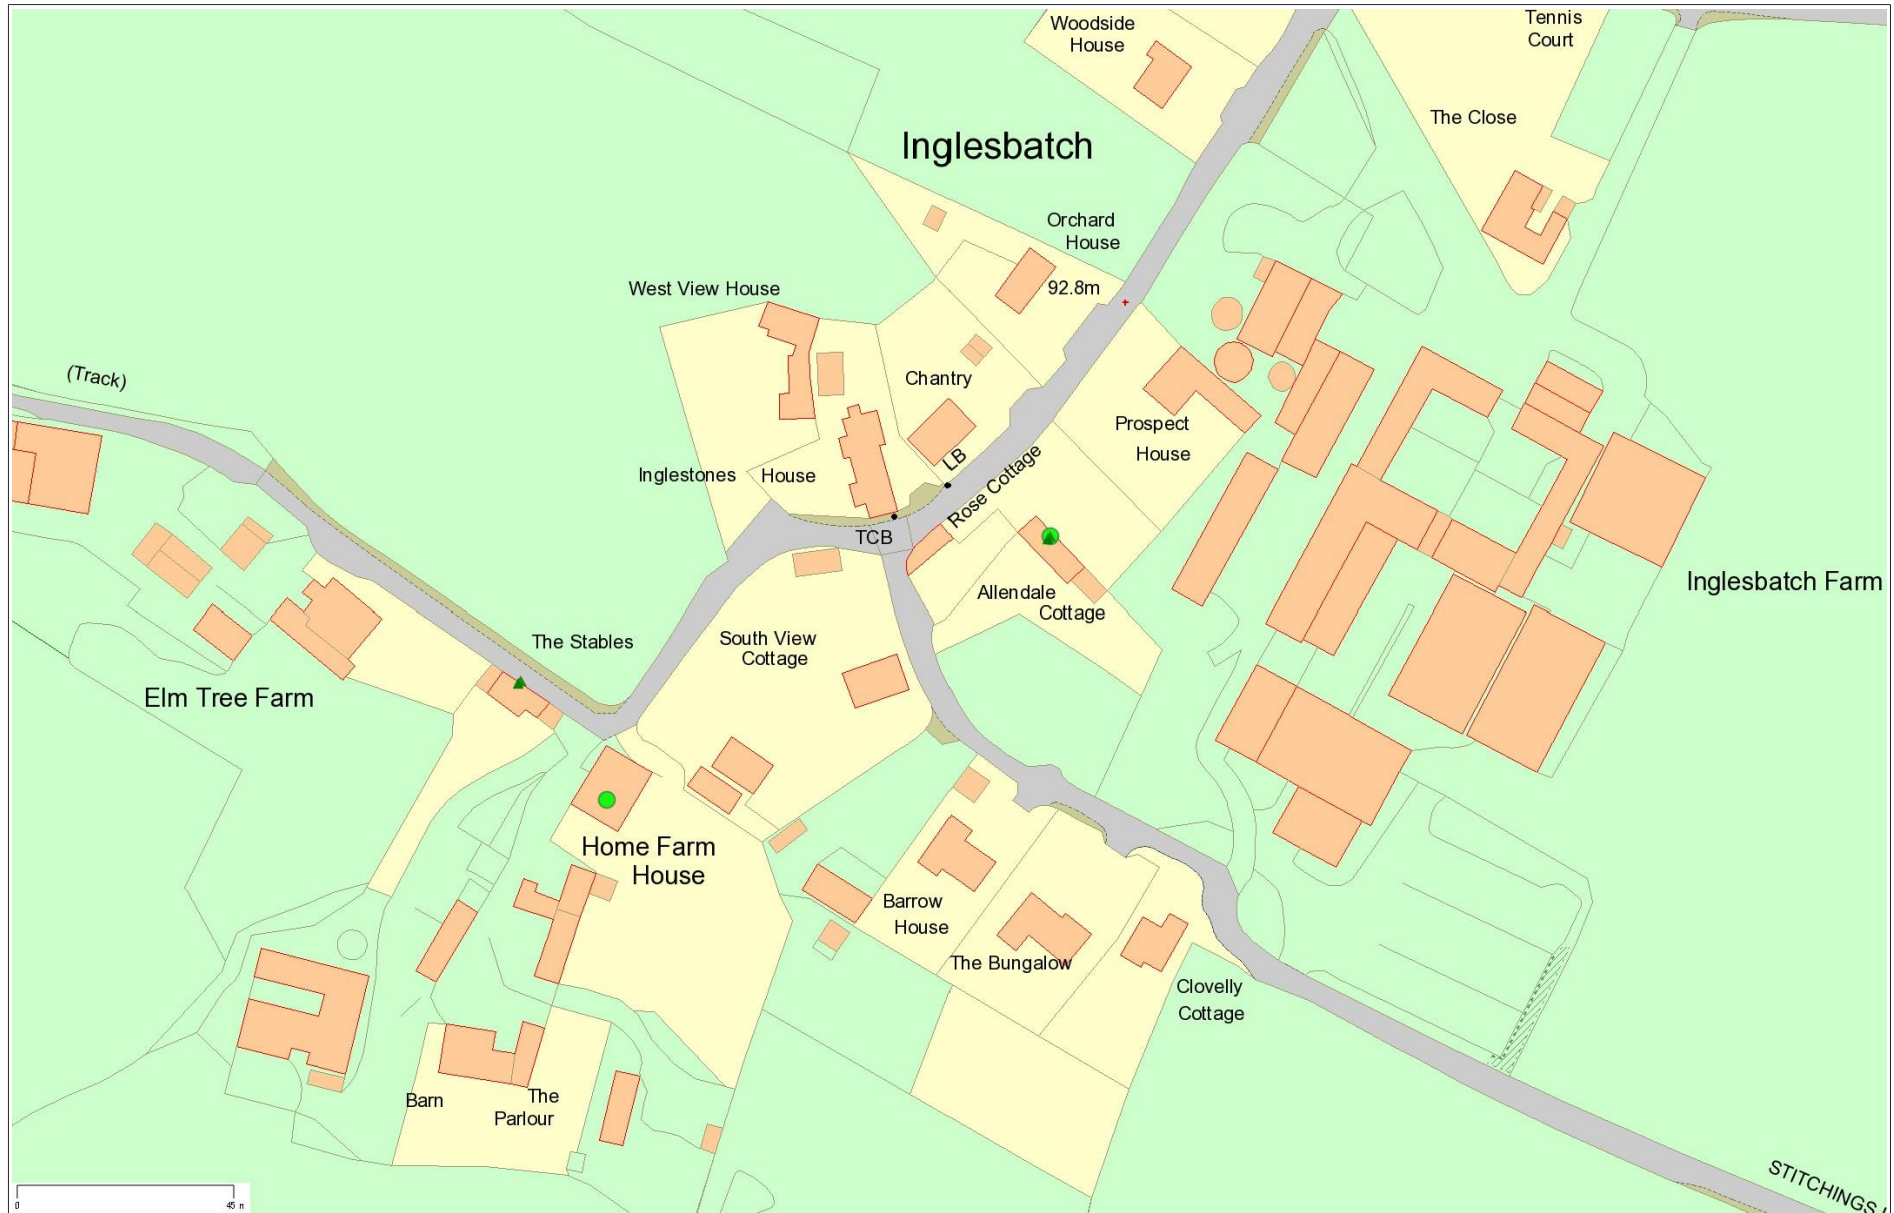 Woodside
House
Tennis
Court
The Close
Inglesbatch
Orchard
House
West View House
92.8m
(Track)
Chantry
Prospect
House
LB
Rose Cottage
Inglestones House
TCB
Allendale
Cottage
Inglesbatch Farm
The Stables
South View
Cottage
Elm Tree Farm
Home Farm
House
Barrow
House
The Bungalow
Clovelly
Cottage
Barn
The
Parlour
STITCHINGS
0 45 M